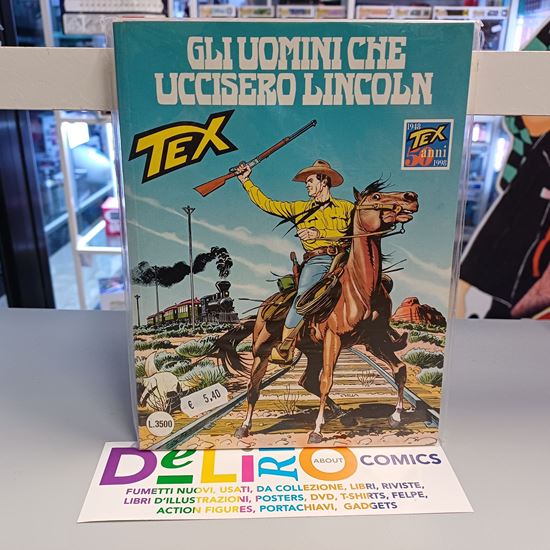 GLI UOMINI CHE
UCCISERO LINCOLN
TEX
1948
TEX
50 anni
1998
€ 5,40
L.3500
DeLiRiO
ABOUT
COMICS
FUMETTI NUOVI, USATI, DA COLLEZIONE, LIBRI, RIVISTE,
LIBRI D'ILLUSTRAZIONI, POSTERS, DVD, T-SHIRTS, FELPE,
ACTION FIGURES, PORTACHIAVI, GADGETS